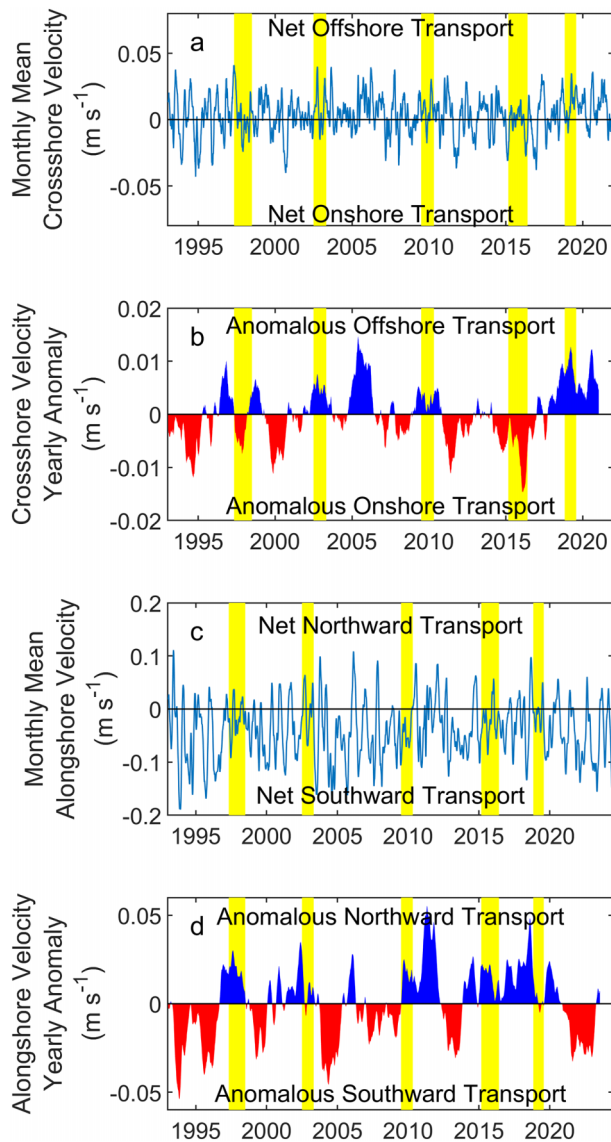 Monthly Mean
Crossshore Velocity
(m s⁻¹)
a
Net Offshore Transport
0.05
0
-0.05
Net Onshore Transport
1995 2000 2005 2010 2015 2020
Crossshore Velocity
Yearly Anomaly
(m s⁻¹)
0.02
b
Anomalous Offshore Transport
0.01
0
-0.01
Anomalous Onshore Transport
-0.02
1995 2000 2005 2010 2015 2020
Monthly Mean
Alongshore Velocity
(m s⁻¹)
0.2
c
Net Northward Transport
0.1
0
-0.1
Net Southward Transport
-0.2
1995 2000 2005 2010 2015 2020
Alongshore Velocity
Yearly Anomaly
(m s⁻¹)
d
Anomalous Northward Transport
0.05
0
-0.05
Anomalous Southward Transport
1995 2000 2005 2010 2015 2020